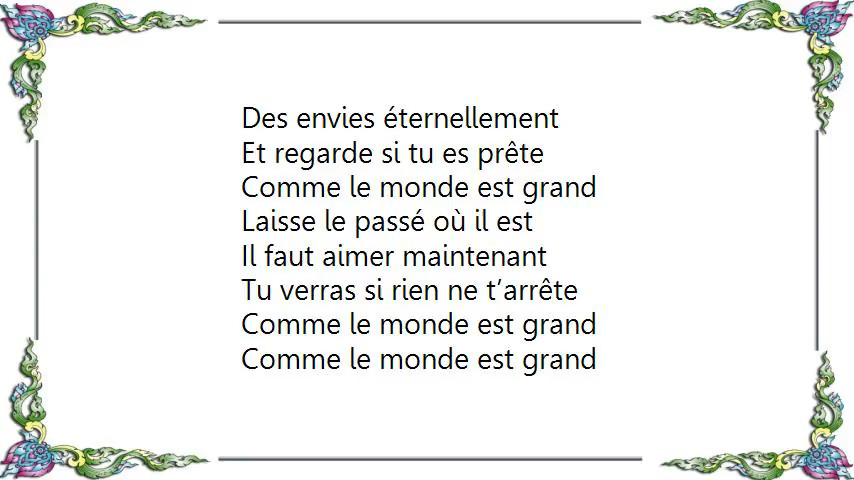 Des envies éternellement
Et regarde si tu es prête
Comme le monde est grand
Laisse le passé où il est
Il faut aimer maintenant
Tu verras si rien ne t’arrête
Comme le monde est grand
Comme le monde est grand